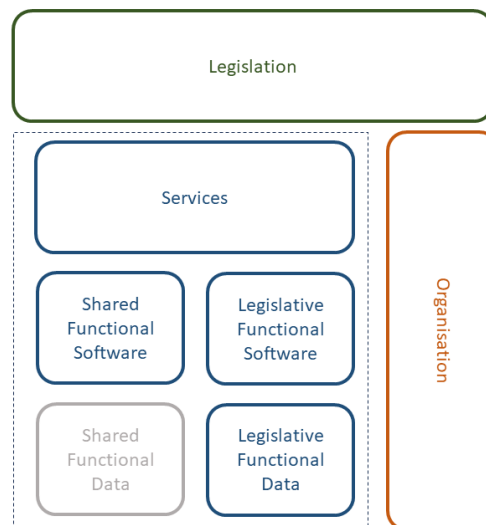 Legislation
Services
Shared
Functional
Software
Legislative
Functional
Software
Organisation
Shared
Functional
Data
Legislative
Functional
Data